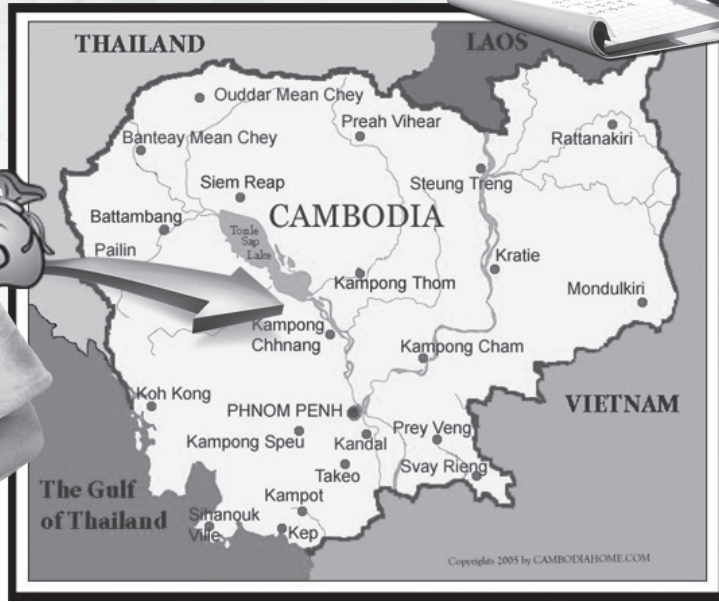 THAILAND
LAOS
Ouddar Mean Chey
Preah Vihear
Banteay Mean Chey
Rattanakiri
Siem Reap
Steung Treng
Battambang
CAMBODIA
Tonle
Sap
Lake
Pailin
Kratie
Kampong Thom
Mondulkiri
Kampong
Chhnang
Kampong Cham
Koh Kong
PHNOM PENH
VIETNAM
Prey Veng
Kampong Speu
Kandal
Svay Rieng
Takeo
The Gulf
of Thailand
Kampot
Sihanouk
Ville
Kep
Copyrights 2005 by CAMBODIAHOME.COM